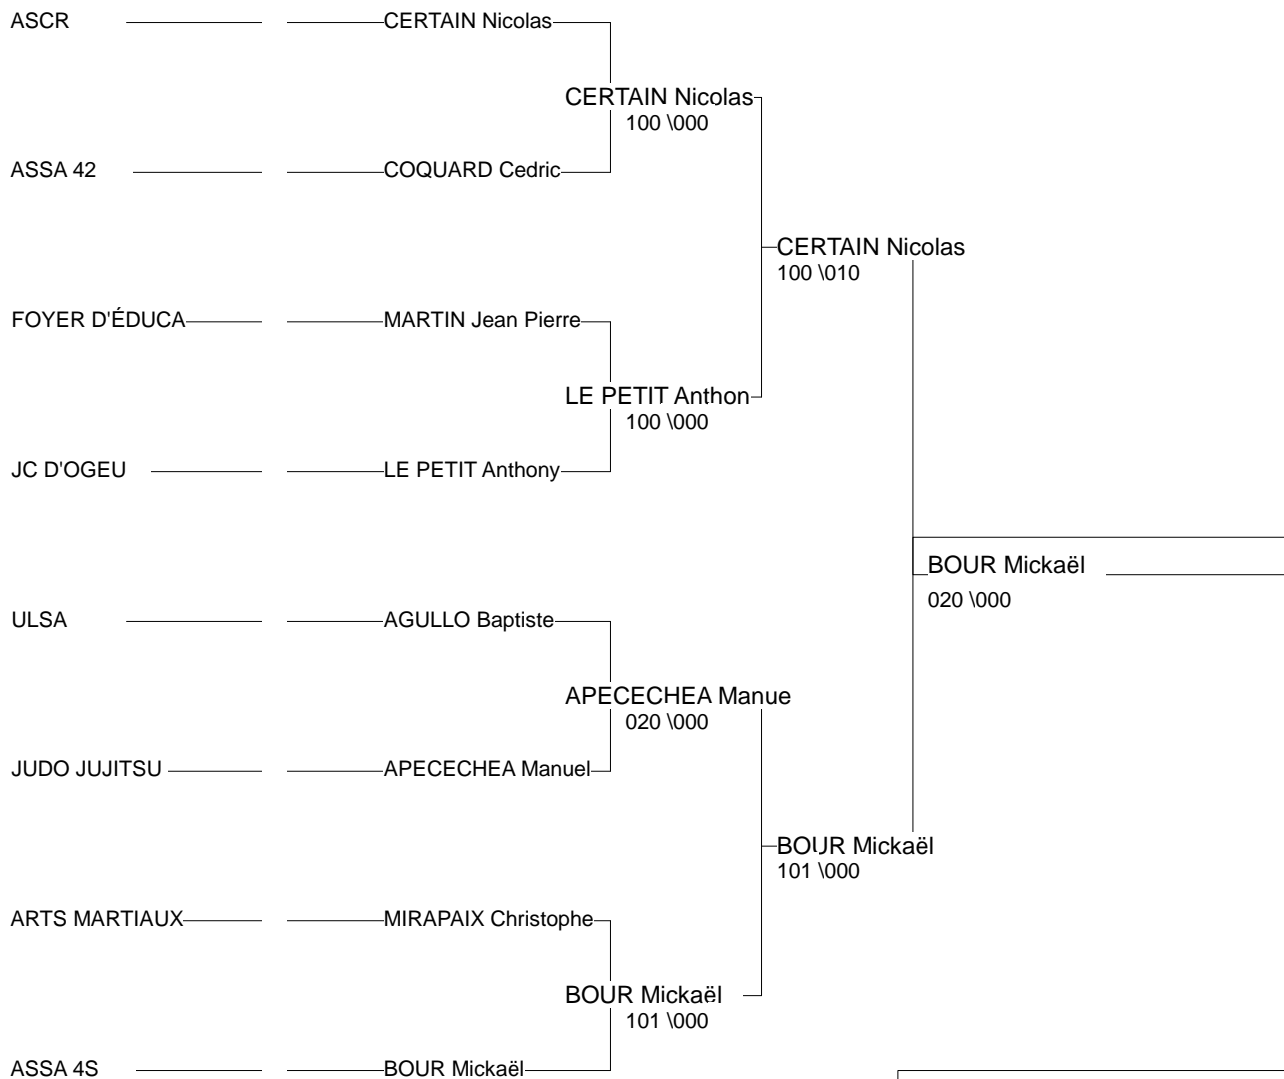 ASCR CERTAIN Nicolas
CERTAIN Nicolas
100 \000
ASSA 42 COQUARD Cedric
CERTAIN Nicolas
100 \010
FOYER D'ÉDUCA MARTIN Jean Pierre
LE PETIT Anthon
100 \000
JC D'OGEU LE PETIT Anthony
BOUR Mickaël
020 \000
ULSA AGULLO Baptiste
APECECHEA Manue
020 \000
JUDO JUJITSU APECECHEA Manuel
BOUR Mickaël
101 \000
ARTS MARTIAUX MIRAPAIX Christophe
BOUR Mickaël
101 \000
ASSA 4S BOUR Mickaël